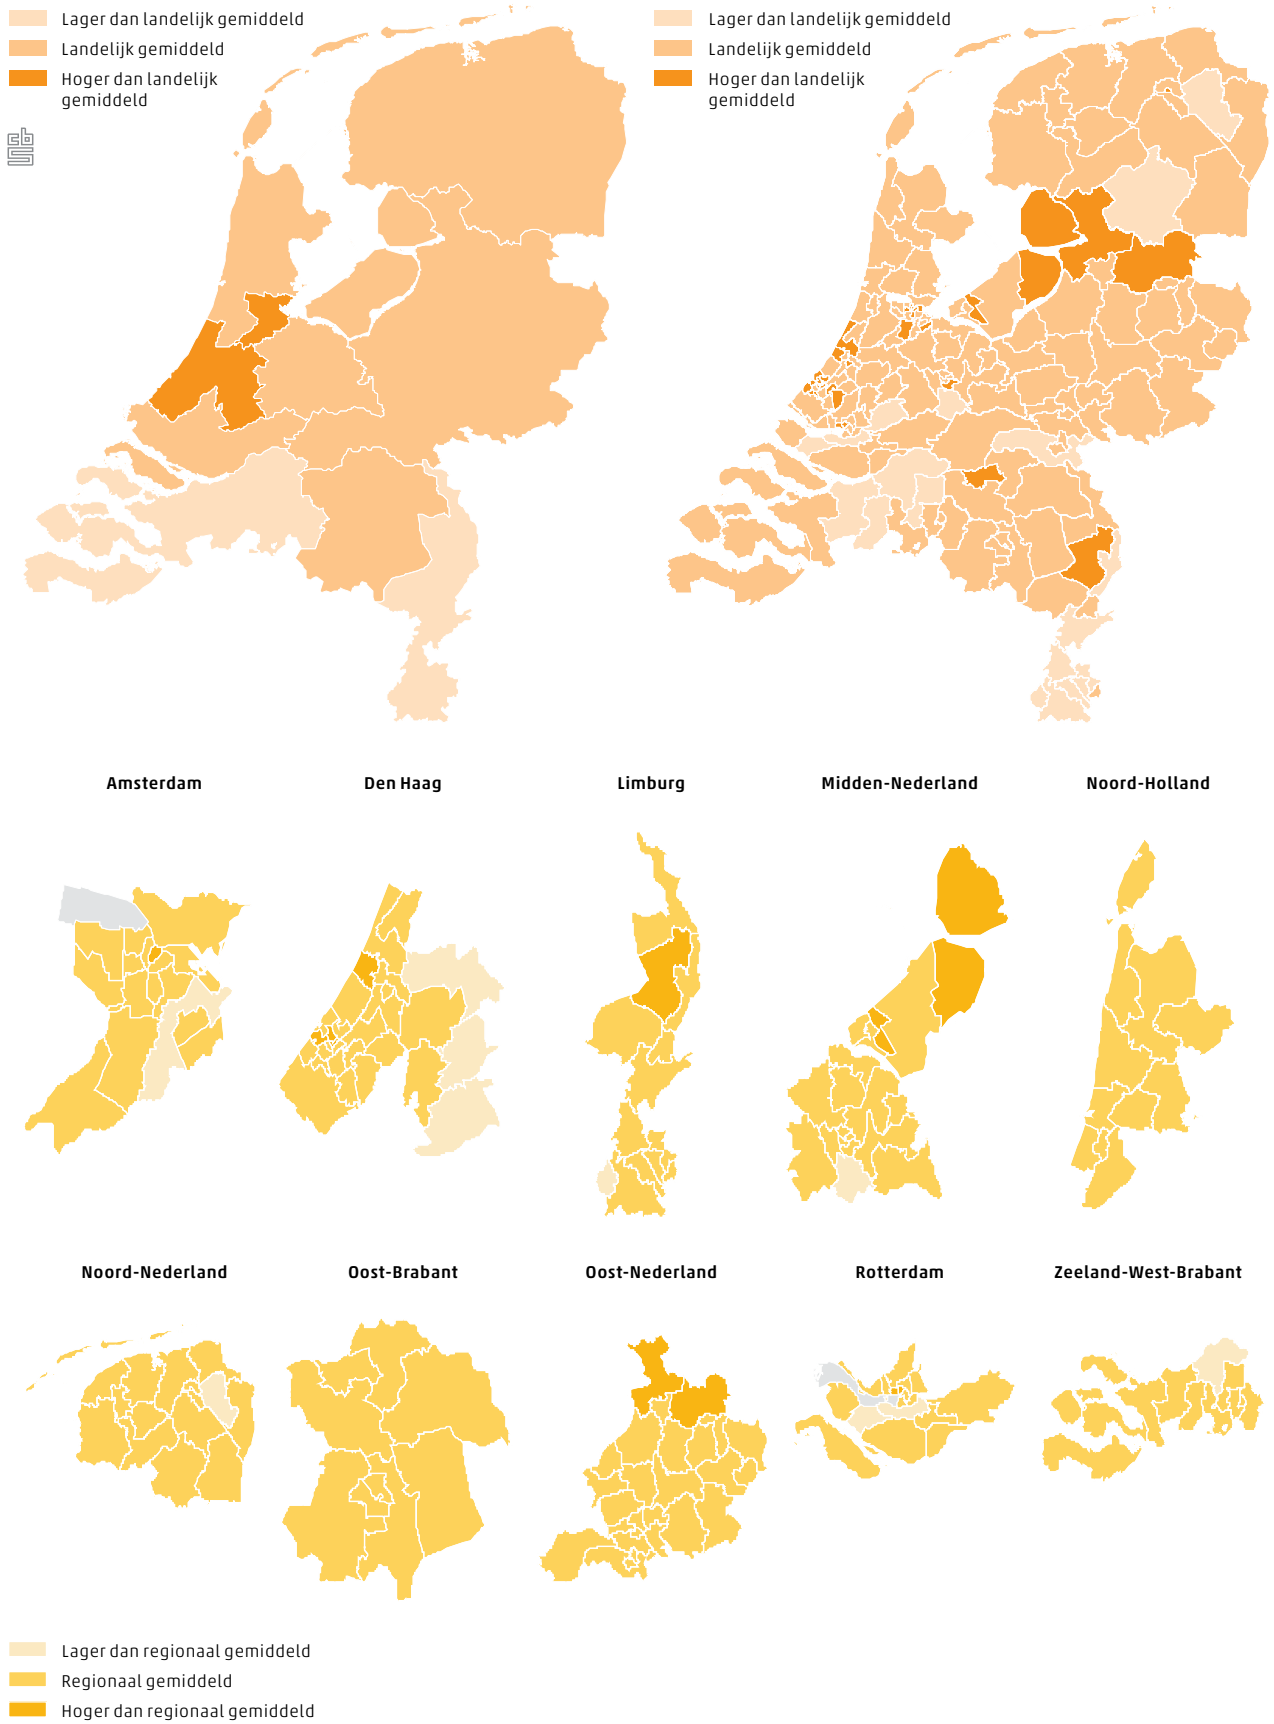 Lager dan landelijk gemiddeld
Landelijk gemiddeld
Hoger dan landelijk
gemiddeld
Lager dan landelijk gemiddeld
Landelijk gemiddeld
Hoger dan landelijk
gemiddeld
cbs
Amsterdam
Den Haag
Limburg
Midden-Nederland
Noord-Holland
Noord-Nederland
Oost-Brabant
Oost-Nederland
Rotterdam
Zeeland-West-Brabant
Lager dan regionaal gemiddeld
Regionaal gemiddeld
Hoger dan regionaal gemiddeld